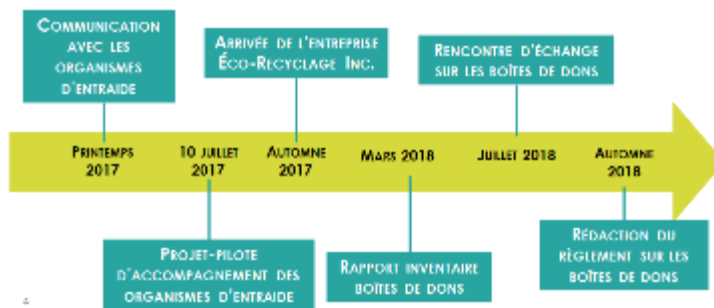 COMMUNICATION
AVEC LES
ORGANISMES
D'ENTRAIDE
ARRIVÉE DE L'ENTREPRISE
ÉCO-RECYCLAGE INC.
RENCONTRE D'ÉCHANGE
SUR LES BOÎTES DE DONS
PRINTEMPS
2017
10 JUILLET
2017
AUTOMNE
2017
MARS 2018
JUILLET 2018
AUTOMNE
2018
PROJET-PILOTE
D'ACCOMPAGNEMENT DES
ORGANISMES D'ENTRAIDE
RAPPORT INVENTAIRE
BOÎTES DE DONS
RÉDACTION DU
RÈGLEMENT SUR LES
BOÎTES DE DONS